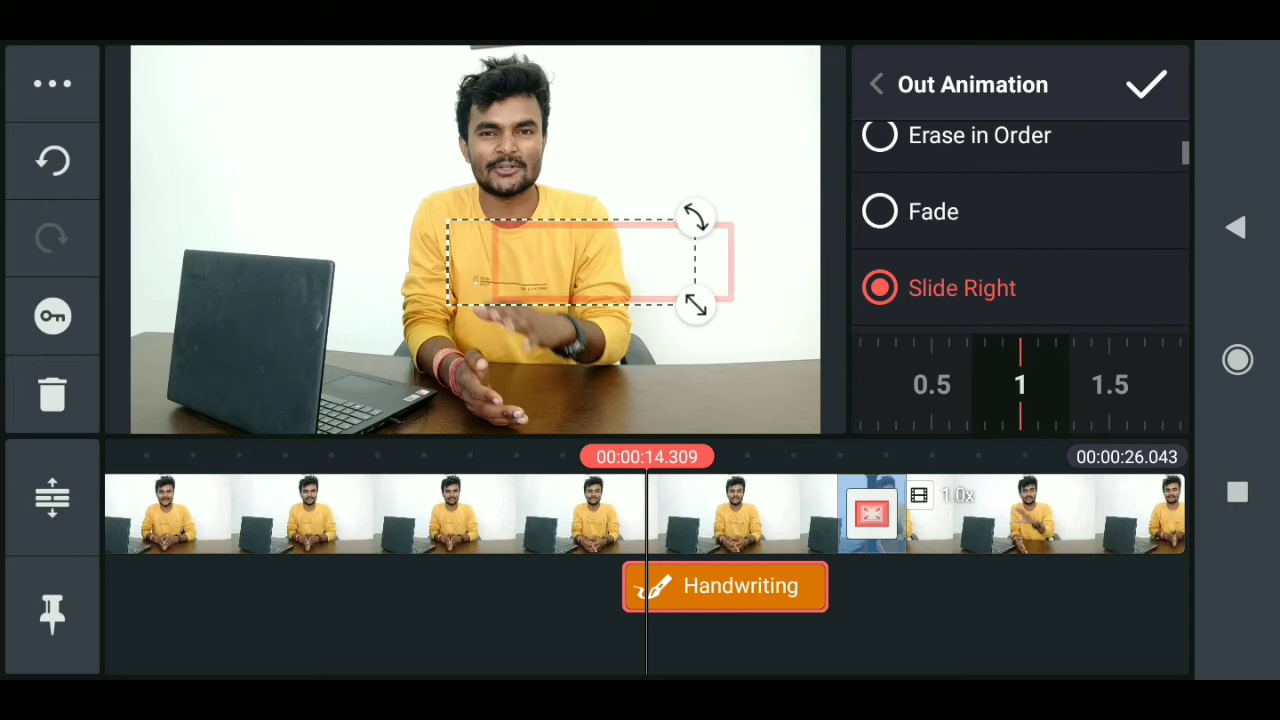 Out Animation
Erase in Order
Fade
Slide Right
0.5 1 1.5
00:00:14.309
00:00:26.043
1.0x
Handwriting